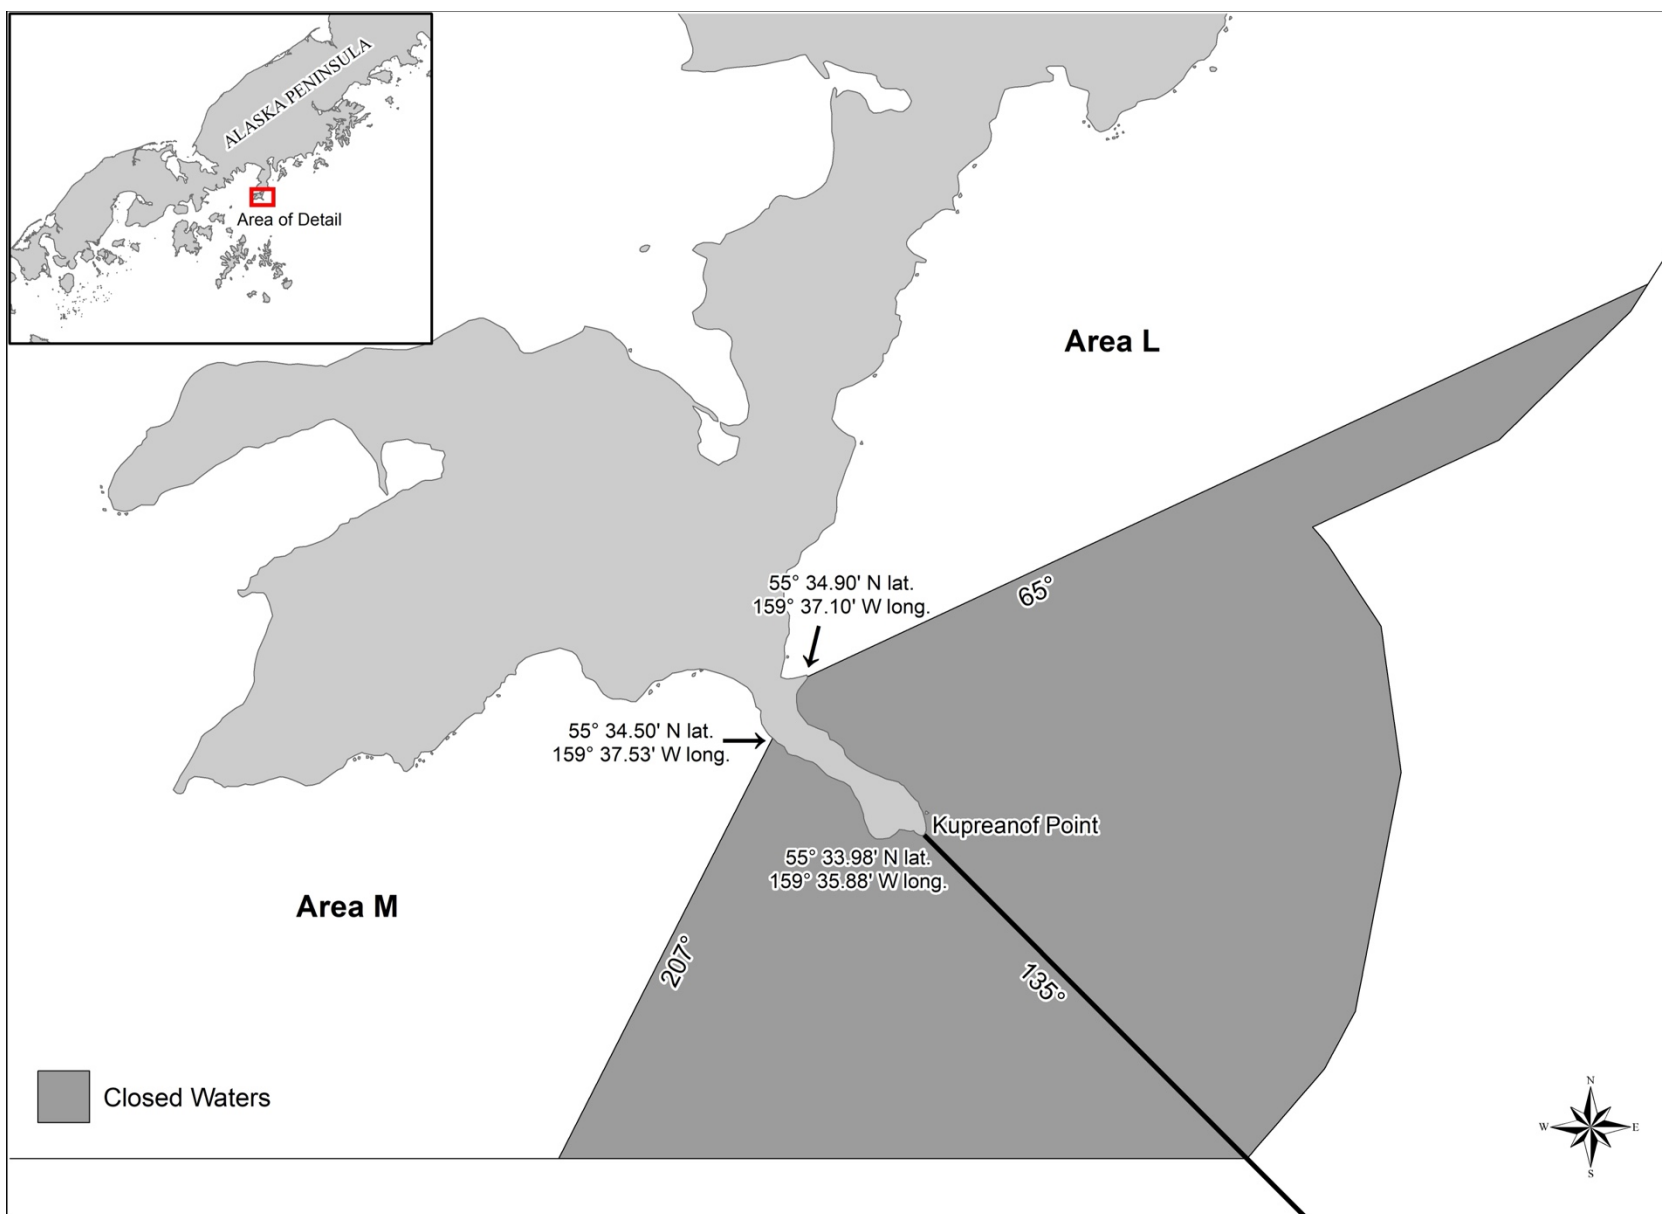 ALASKA PENINSULA
Area of Detail
Area L
65°
55° 34.90' N lat.
159° 37.10' W long.
55° 34.50' N lat.
159° 37.53' W long.
Kupreanof Point
55° 33.98' N lat.
159° 35.88' W long.
Area M
207°
135°
Closed Waters
N
W E
S